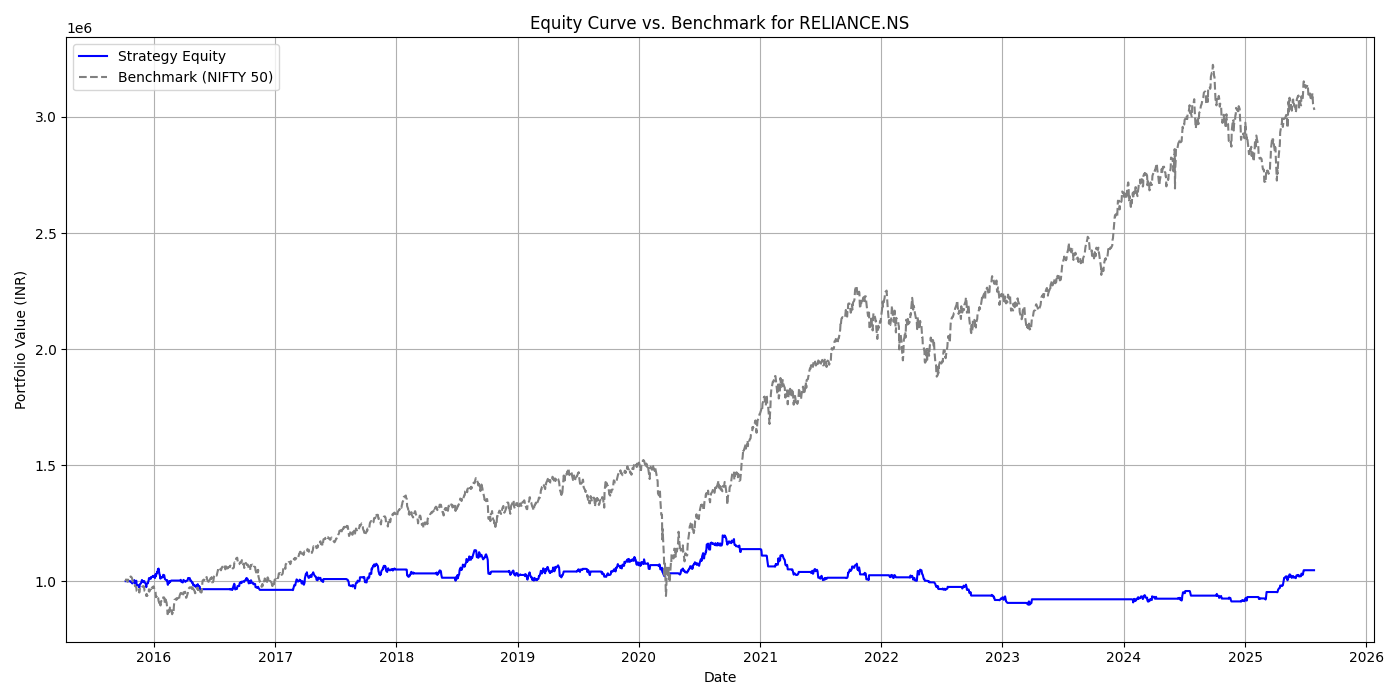 Equity Curve vs. Benchmark for RELIANCE.NS
1e6
Strategy Equity
Benchmark (NIFTY 50)
3.0
2.5
2.0
1.5
1.0
Portfolio Value (INR)
2016 2017 2018 2019 2020 2021 2022 2023 2024 2025 2026
Date